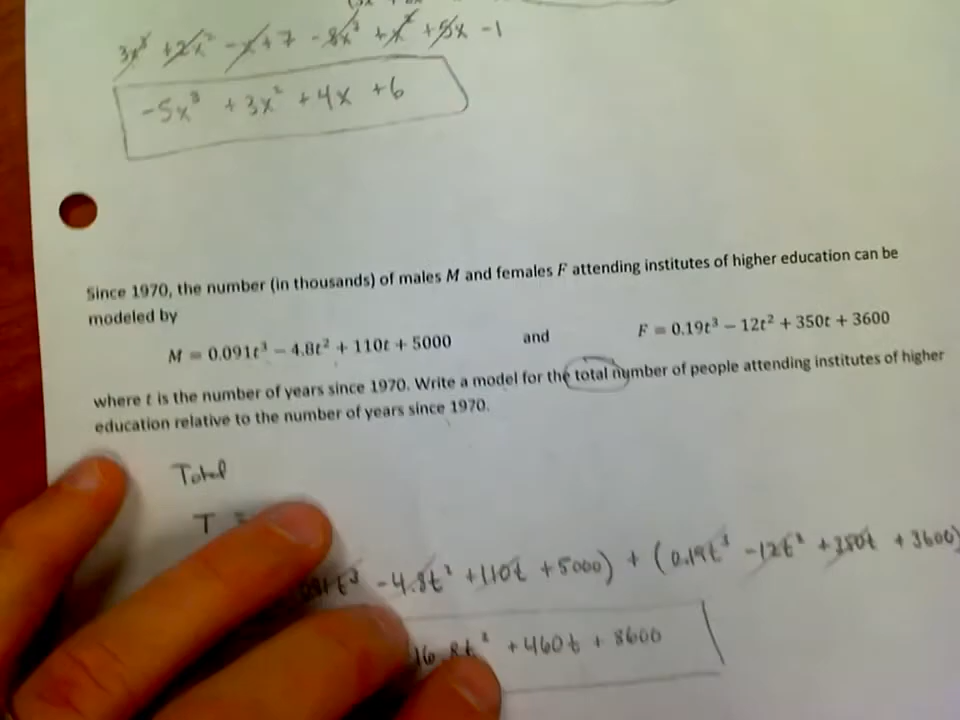 3x³ + 2x² - x + 7 - 8x³ + x² + 5x - 1
-5x³ + 3x² + 4x + 6
Since 1970, the number (in thousands) of males M and females F attending institutes of higher education can be
modeled by
M = 0.091t³ - 4.8t² + 110t + 5000 and F = 0.19t³ - 12t² + 350t + 3600
where t is the number of years since 1970. Write a model for the total number of people attending institutes of higher
education relative to the number of years since 1970.
Total
T =
091t³ - 4.8t² + 110t + 5000) + (0.19t³ - 12t² + 350t + 3600)
16.8t² + 460t + 8600